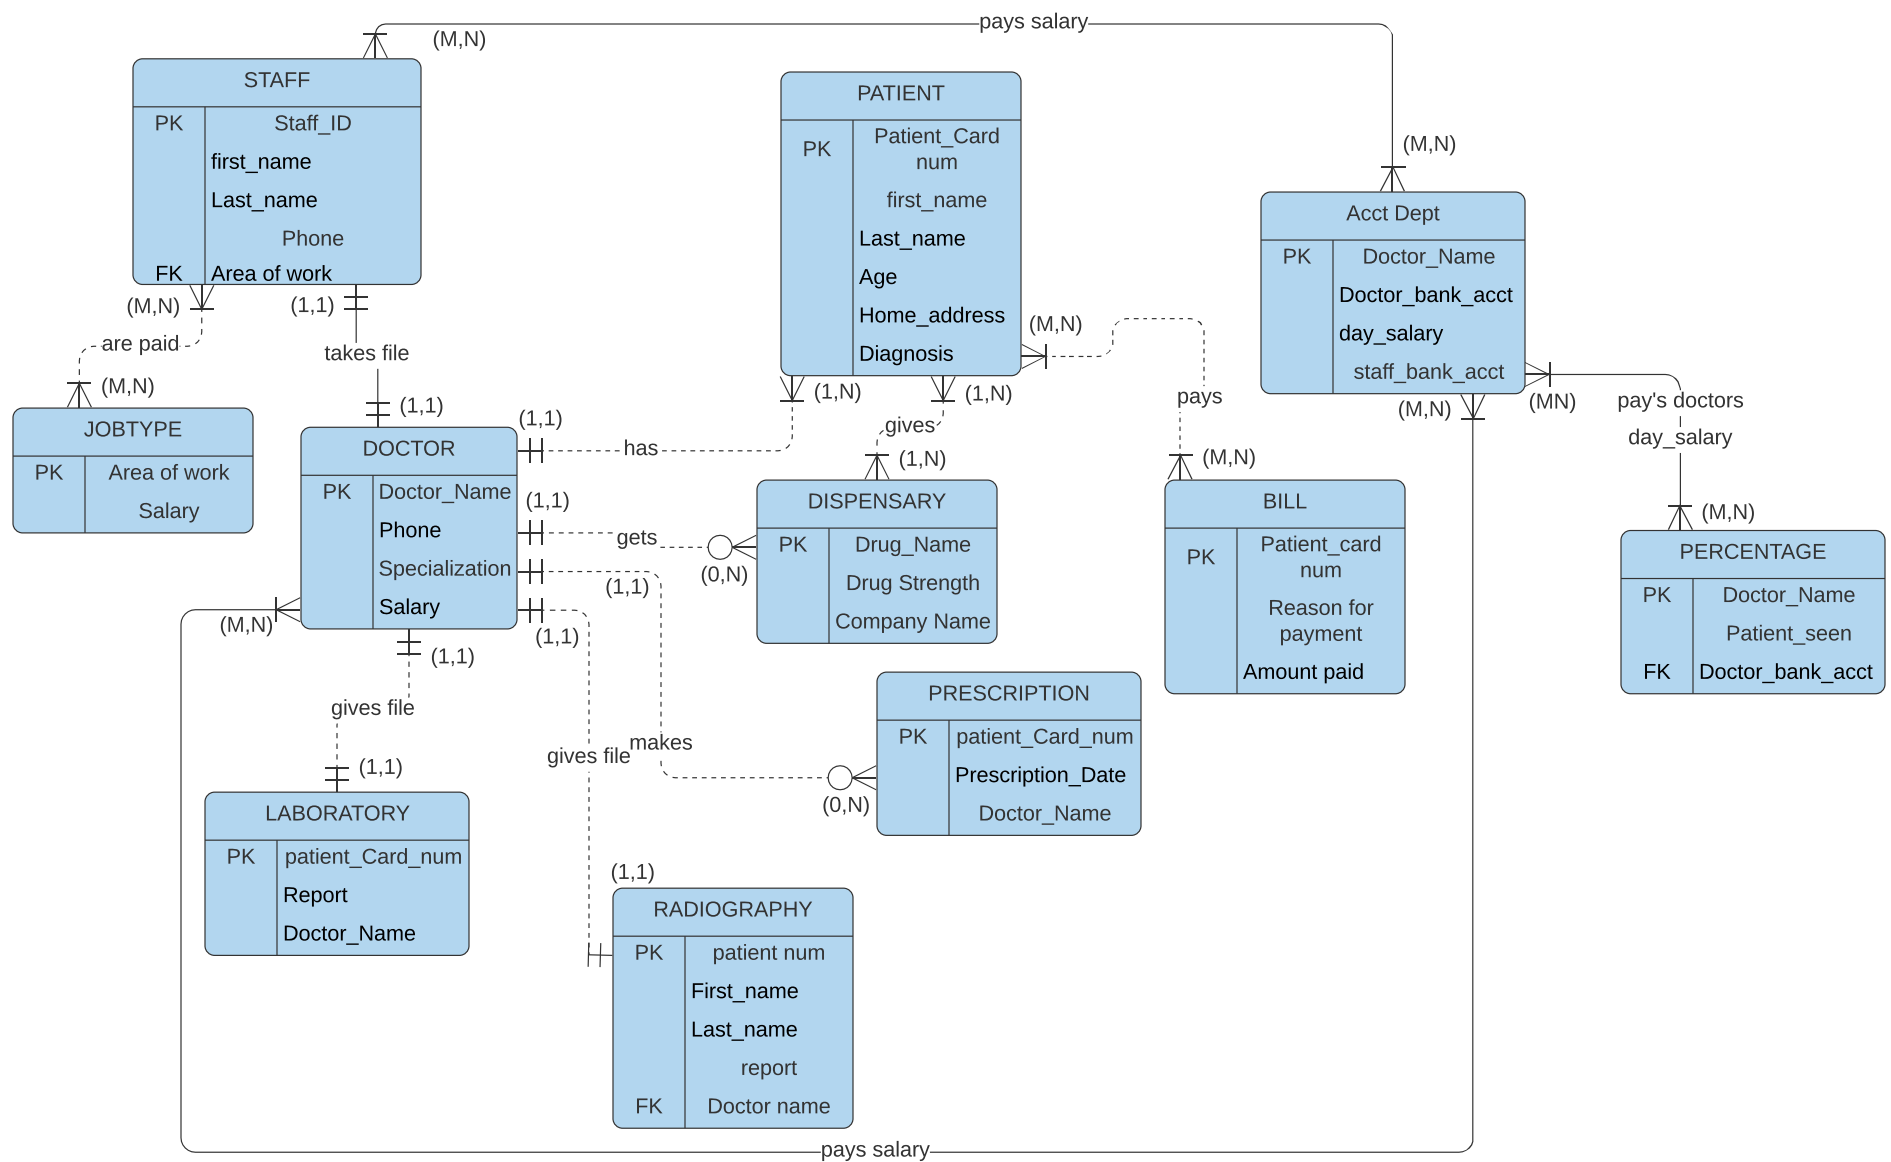 pays salary
(M,N)
STAFF
PK Staff_ID
first_name
Last_name
Phone
FK Area of work
(M,N)
(1,1)
are paid
takes file
(M,N)
(1,1)
JOBTYPE
PK Area of work
Salary
PATIENT
PK Patient_Card
num
first_name
Last_name
Age
Home_address
Diagnosis
(M,N)
(1,N)
(1,N)
(M,N)
Acct Dept
PK Doctor_Name
Doctor_bank_acct
day_salary
staff_bank_acct
(M,N)
(MN)
pay's doctors
day_salary
(M,N)
pays
(M,N)
gives
(1,N)
(1,1)
has
DOCTOR
PK Doctor_Name
Phone
Specialization
Salary
(1,1)
gets
(0,N)
(1,1)
(1,1)
(M,N)
(1,1)
DISPENSARY
PK Drug_Name
Drug Strength
Company Name
BILL
PK Patient_card
num
Reason for
payment
Amount paid
PERCENTAGE
PK Doctor_Name
Patient_seen
FK Doctor_bank_acct
gives file
(1,1)
makes
gives file
(0,N)
PRESCRIPTION
PK patient_Card_num
Prescription_Date
Doctor_Name
LABORATORY
PK patient_Card_num
Report
Doctor_Name
(1,1)
RADIOGRAPHY
PK patient num
First_name
Last_name
report
FK Doctor name
pays salary